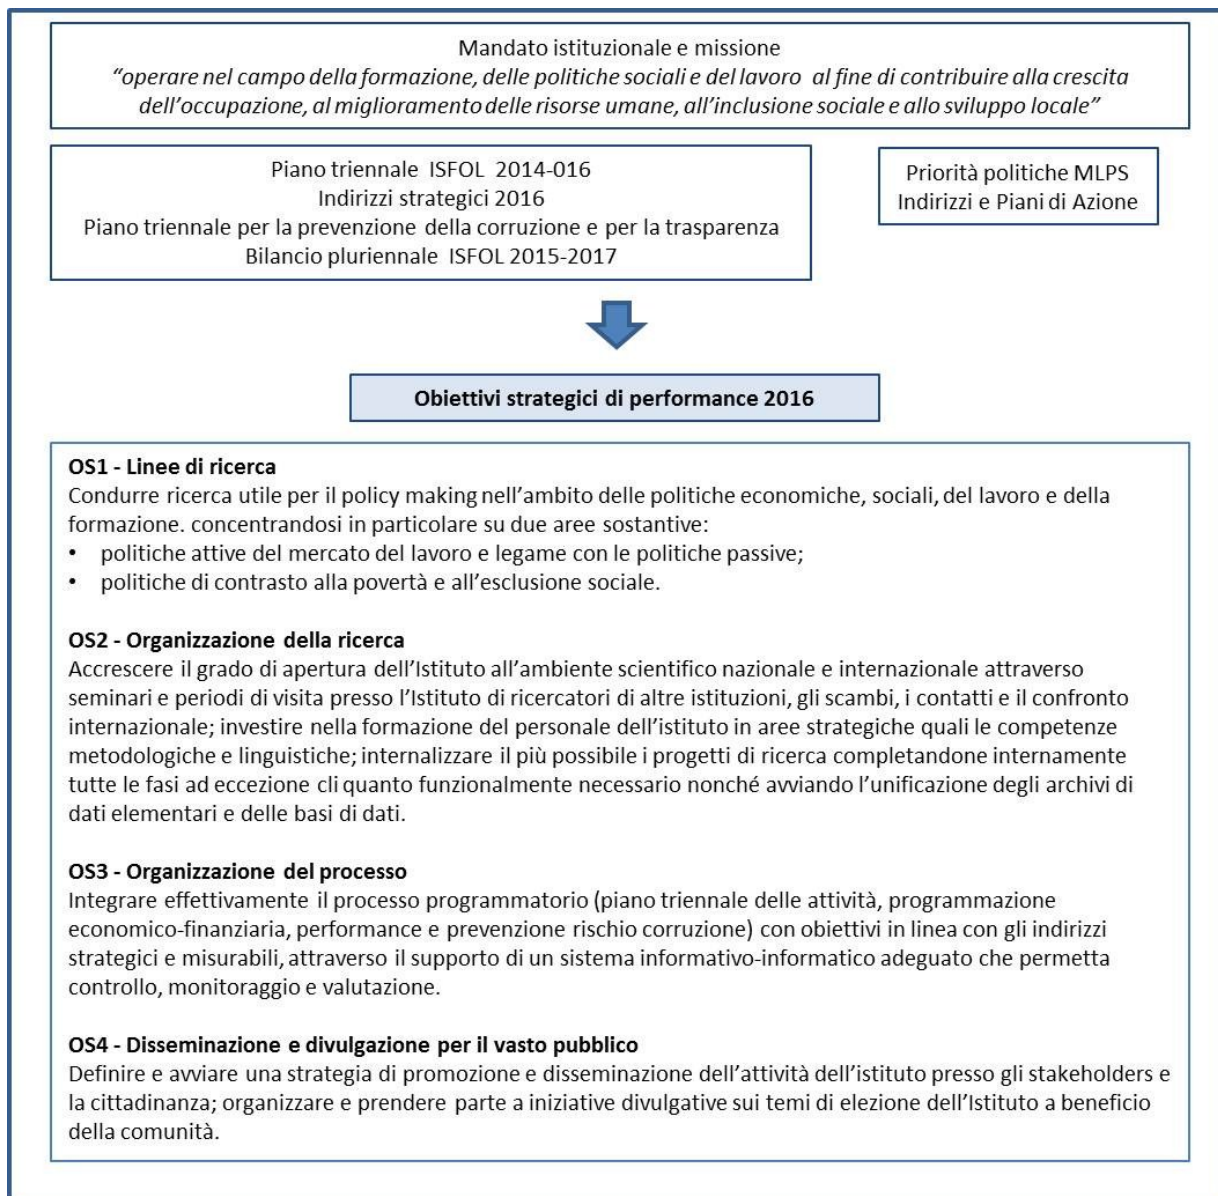 Mandato istituzionale e missione
“operare nel campo della formazione, delle politiche sociali e del lavoro al fine di contribuire alla crescita
dell’occupazione, al miglioramento delle risorse umane, all’inclusione sociale e allo sviluppo locale”
Piano triennale ISFOL 2014-016
Indirizzi strategici 2016
Piano triennale per la prevenzione della corruzione e per la trasparenza
Bilancio pluriennale ISFOL 2015-2017
Priorità politiche MLPS
Indirizzi e Piani di Azione
Obiettivi strategici di performance 2016
OS1 - Linee di ricerca
Condurre ricerca utile per il policy making nell’ambito delle politiche economiche, sociali, del lavoro e della
formazione. concentrandosi in particolare su due aree sostantive:
• politiche attive del mercato del lavoro e legame con le politiche passive;
• politiche di contrasto alla povertà e all’esclusione sociale.
OS2 - Organizzazione della ricerca
Accrescere il grado di apertura dell’Istituto all’ambiente scientifico nazionale e internazionale attraverso
seminari e periodi di visita presso l’Istituto di ricercatori di altre istituzioni, gli scambi, i contatti e il confronto
internazionale; investire nella formazione del personale dell’istituto in aree strategiche quali le competenze
metodologiche e linguistiche; internalizzare il più possibile i progetti di ricerca completandone internamente
tutte le fasi ad eccezione cli quanto funzionalmente necessario nonché avviando l’unificazione degli archivi di
dati elementari e delle basi di dati.
OS3 - Organizzazione del processo
Integrare effettivamente il processo programmatorio (piano triennale delle attività, programmazione
economico-finanziaria, performance e prevenzione rischio corruzione) con obiettivi in linea con gli indirizzi
strategici e misurabili, attraverso il supporto di un sistema informativo-informatico adeguato che permetta
controllo, monitoraggio e valutazione.
OS4 - Disseminazione e divulgazione per il vasto pubblico
Definire e avviare una strategia di promozione e disseminazione dell’attività dell’istituto presso gli stakeholders e
la cittadinanza; organizzare e prendere parte a iniziative divulgative sui temi di elezione dell’Istituto a beneficio
della comunità.